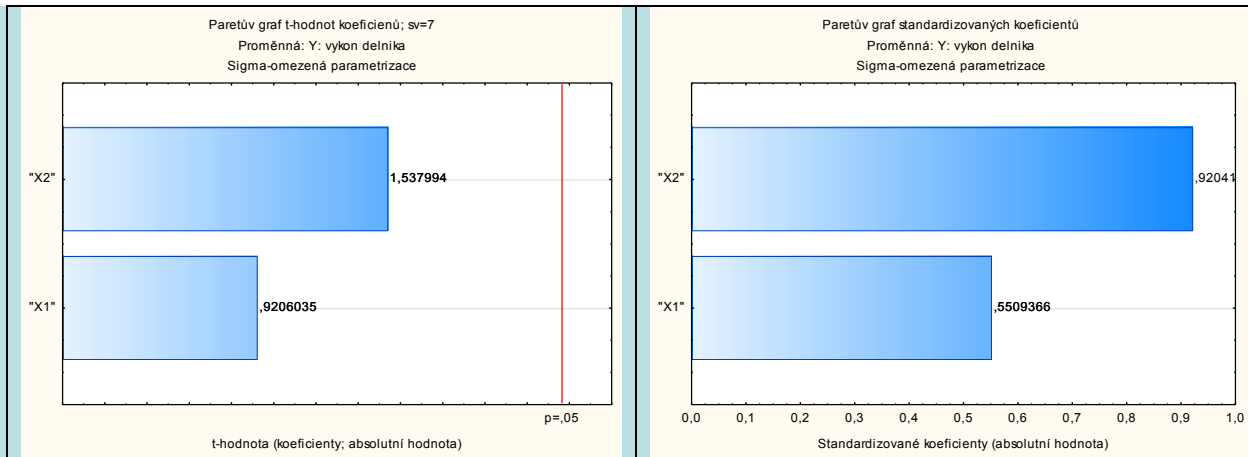 Paretův graf t-hodnot koeficienů; sv=7
Proměnná: Y: vykon delnika
Sigma-omezená parametrizace
"X2"
1,537994
"X1"
,9206035
p=,05
t-hodnota (koeficienty; absolutní hodnota)
Paretův graf standardizovaných koeficientů
Proměnná: Y: vykon delnika
Sigma-omezená parametrizace
"X2"
,92041
"X1"
,5509366
0,0 0,1 0,2 0,3 0,4 0,5 0,6 0,7 0,8 0,9 1,0
Standardizované koeficienty (absolutní hodnota)